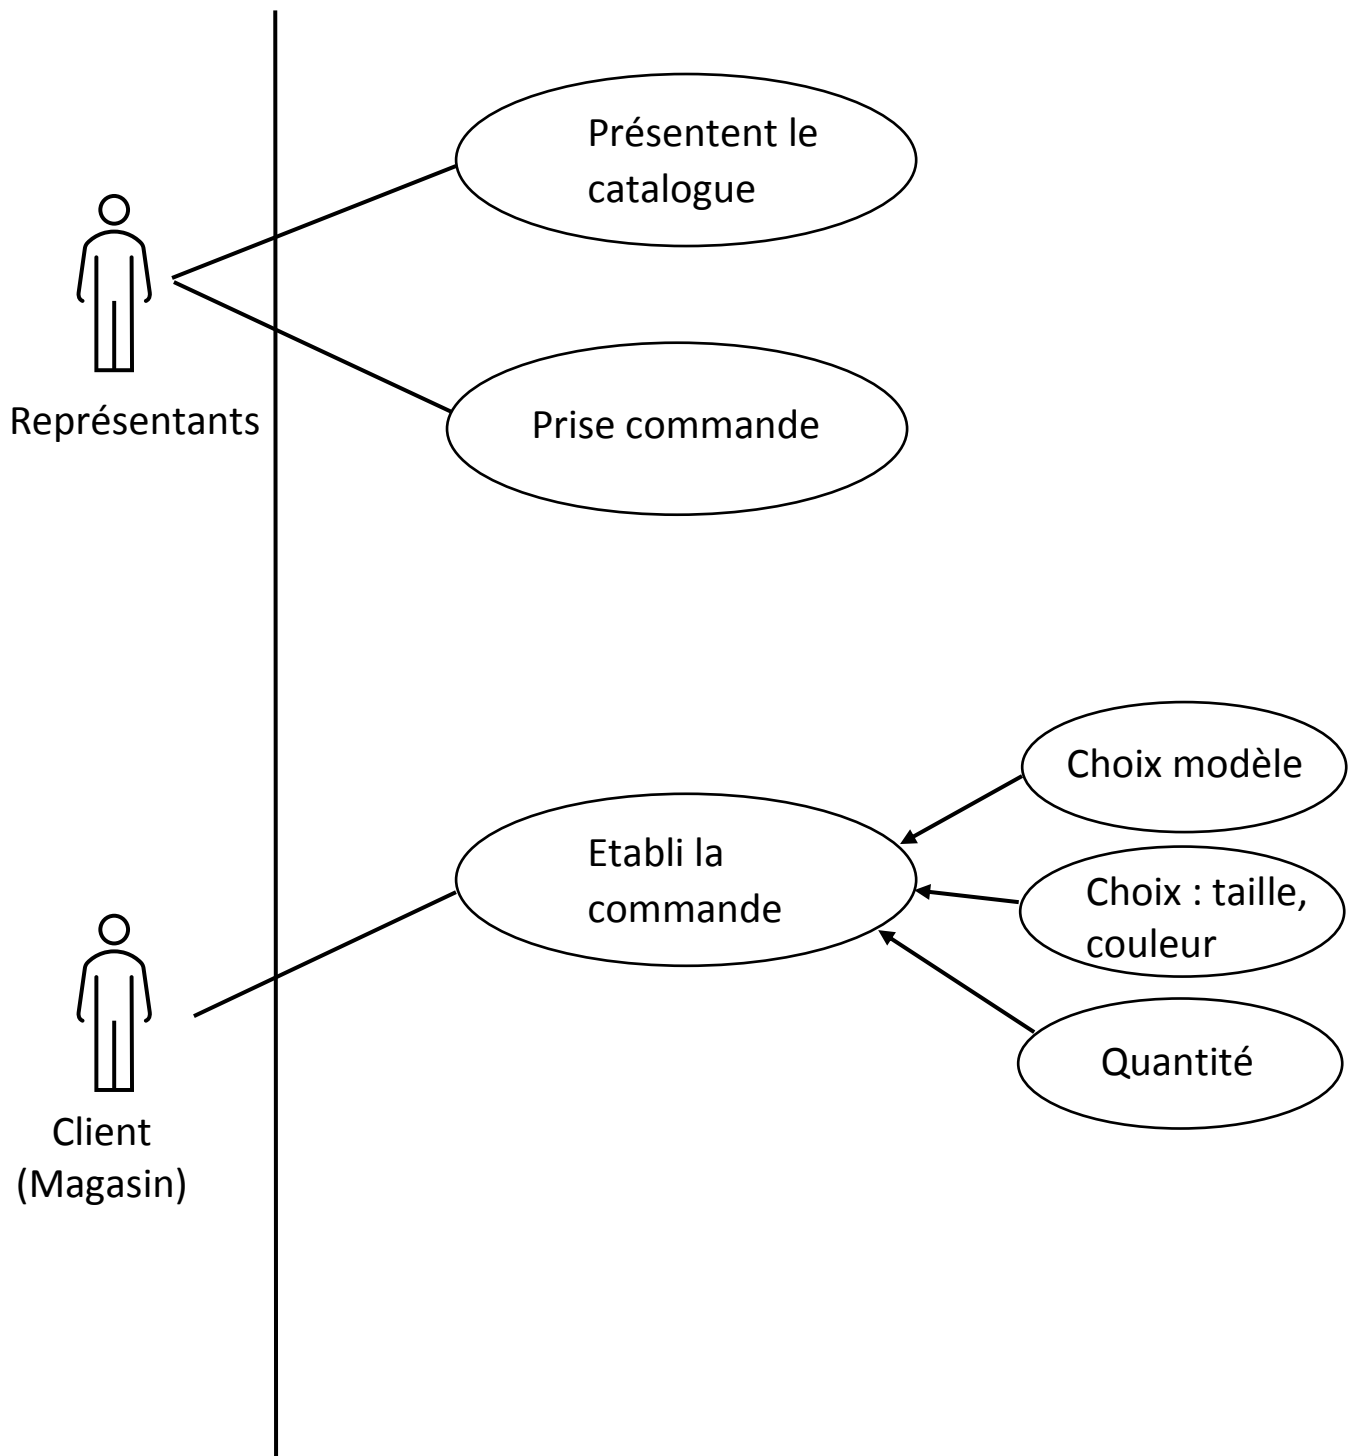 Présentent le
catalogue
Représentants
Prise commande
Choix modèle
Etabli la
commande
Choix : taille,
couleur
Quantité
Client
(Magasin)